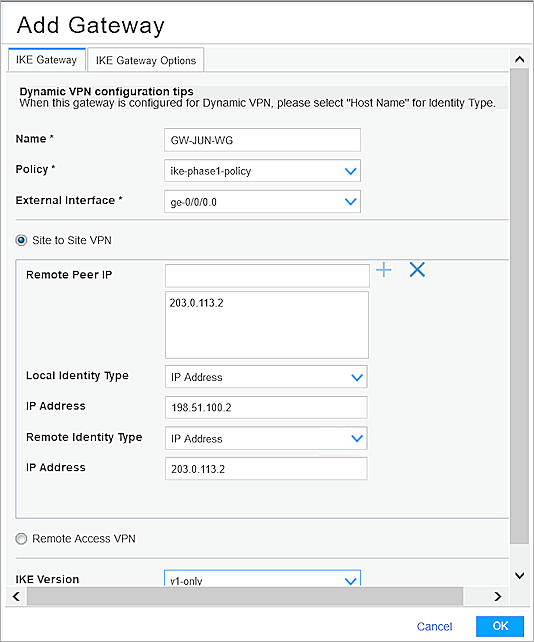 Add Gateway
IKE Gateway
IKE Gateway Options
Dynamic VPN configuration tips
When this gateway is configured for Dynamic VPN, please select "Host Name" for Identity Type.
Name *
GW-JUN-WG
Policy *
ike-phase1-policy
External Interface *
ge-0/0/0.0
Site to Site VPN
Remote Peer IP
203.0.113.2
Local Identity Type
IP Address
IP Address
198.51.100.2
Remote Identity Type
IP Address
IP Address
203.0.113.2
Remote Access VPN
IKE Version
v1-only
Cancel
OK